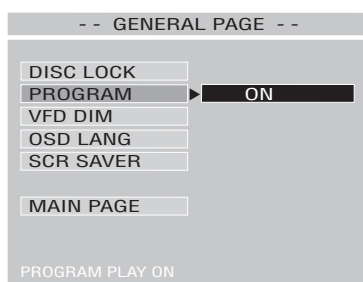 - - GENERAL PAGE - -
DISC LOCK
PROGRAM ON
VFD DIM
OSD LANG
SCR SAVER
MAIN PAGE
PROGRAM PLAY ON